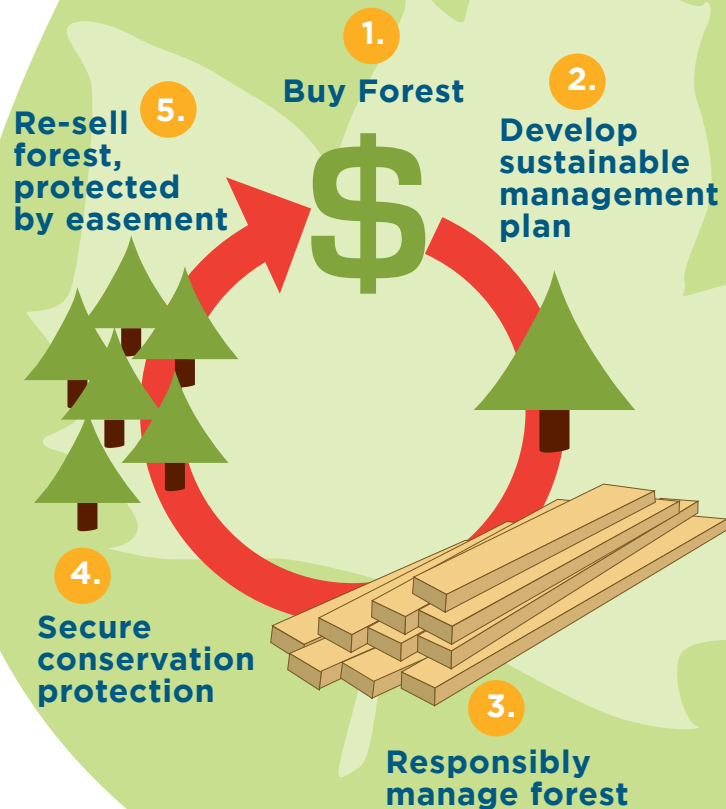 1.
Buy Forest
$
2.
Develop
sustainable
management
plan
3.
Responsibly
manage forest
4.
Secure
conservation
protection
5.
Re-sell
forest,
protected
by easement